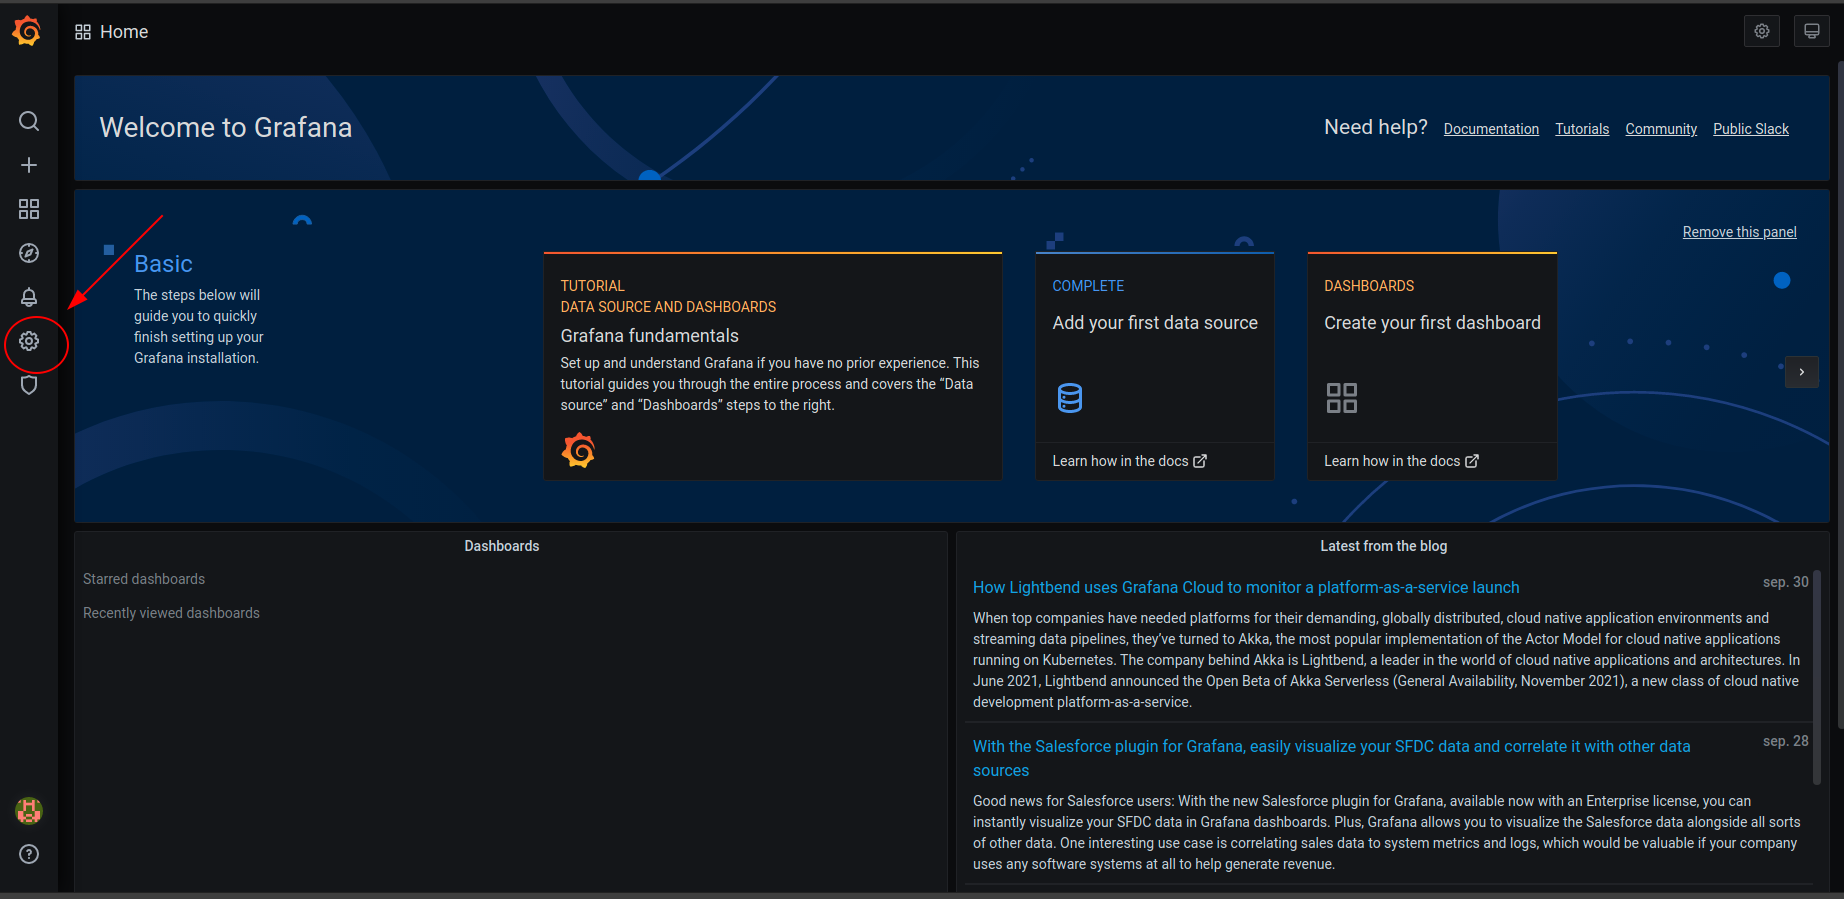 Home
Welcome to Grafana
Need help? Documentation Tutorials Community Public Slack
Remove this panel
Basic
The steps below will
guide you to quickly
finish setting up your
Grafana installation.
TUTORIAL
DATA SOURCE AND DASHBOARDS
Grafana fundamentals
Set up and understand Grafana if you have no prior experience. This
tutorial guides you through the entire process and covers the “Data
source” and “Dashboards” steps to the right.
COMPLETE
Add your first data source
Learn how in the docs
DASHBOARDS
Create your first dashboard
Learn how in the docs
Dashboards
Starred dashboards
Recently viewed dashboards
Latest from the blog
How Lightbend uses Grafana Cloud to monitor a platform-as-a-service launch
sep. 30
When top companies have needed platforms for their demanding, globally distributed, cloud native application environments and
streaming data pipelines, they’ve turned to Akka, the most popular implementation of the Actor Model for cloud native applications
running on Kubernetes. The company behind Akka is Lightbend, a leader in the world of cloud native applications and architectures. In
June 2021, Lightbend announced the Open Beta of Akka Serverless (General Availability, November 2021), a new class of cloud native
development platform-as-a-service.
With the Salesforce plugin for Grafana, easily visualize your SFDC data and correlate it with other data
sources
sep. 28
Good news for Salesforce users: With the new Salesforce plugin for Grafana, available now with an Enterprise license, you can
instantly visualize your SFDC data in Grafana dashboards. Plus, Grafana allows you to visualize the Salesforce data alongside all sorts
of other data. One interesting use case is correlating sales data to system metrics and logs, which would be valuable if your company
uses any software systems at all to help generate revenue.